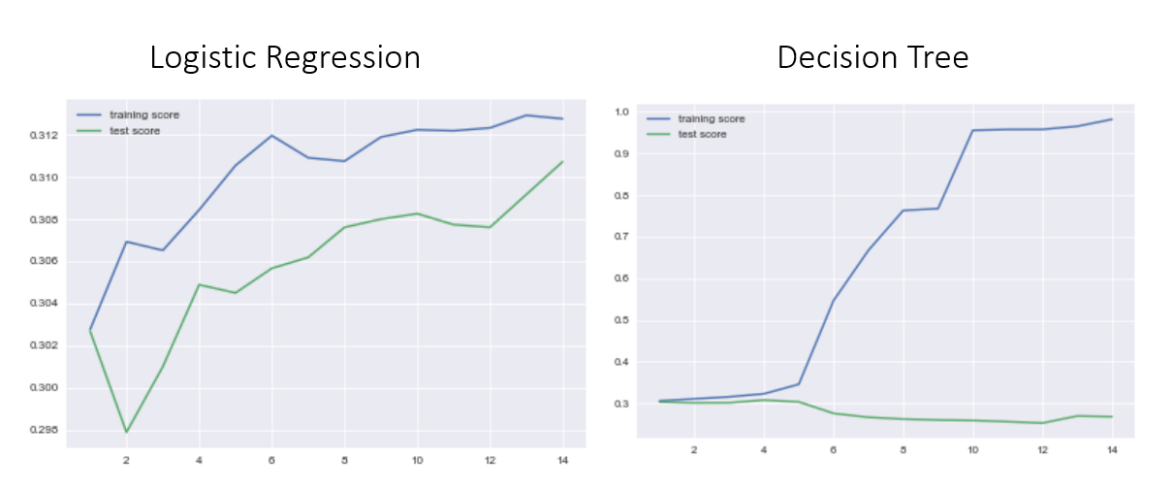 Logistic Regression
training score
test score
0.312
0.310
0.308
0.306
0.304
0.302
0.300
0.298
2 4 6 8 10 12 14
Decision Tree
training score
test score
1.0
0.9
0.8
0.7
0.6
0.5
0.4
0.3
2 4 6 8 10 12 14